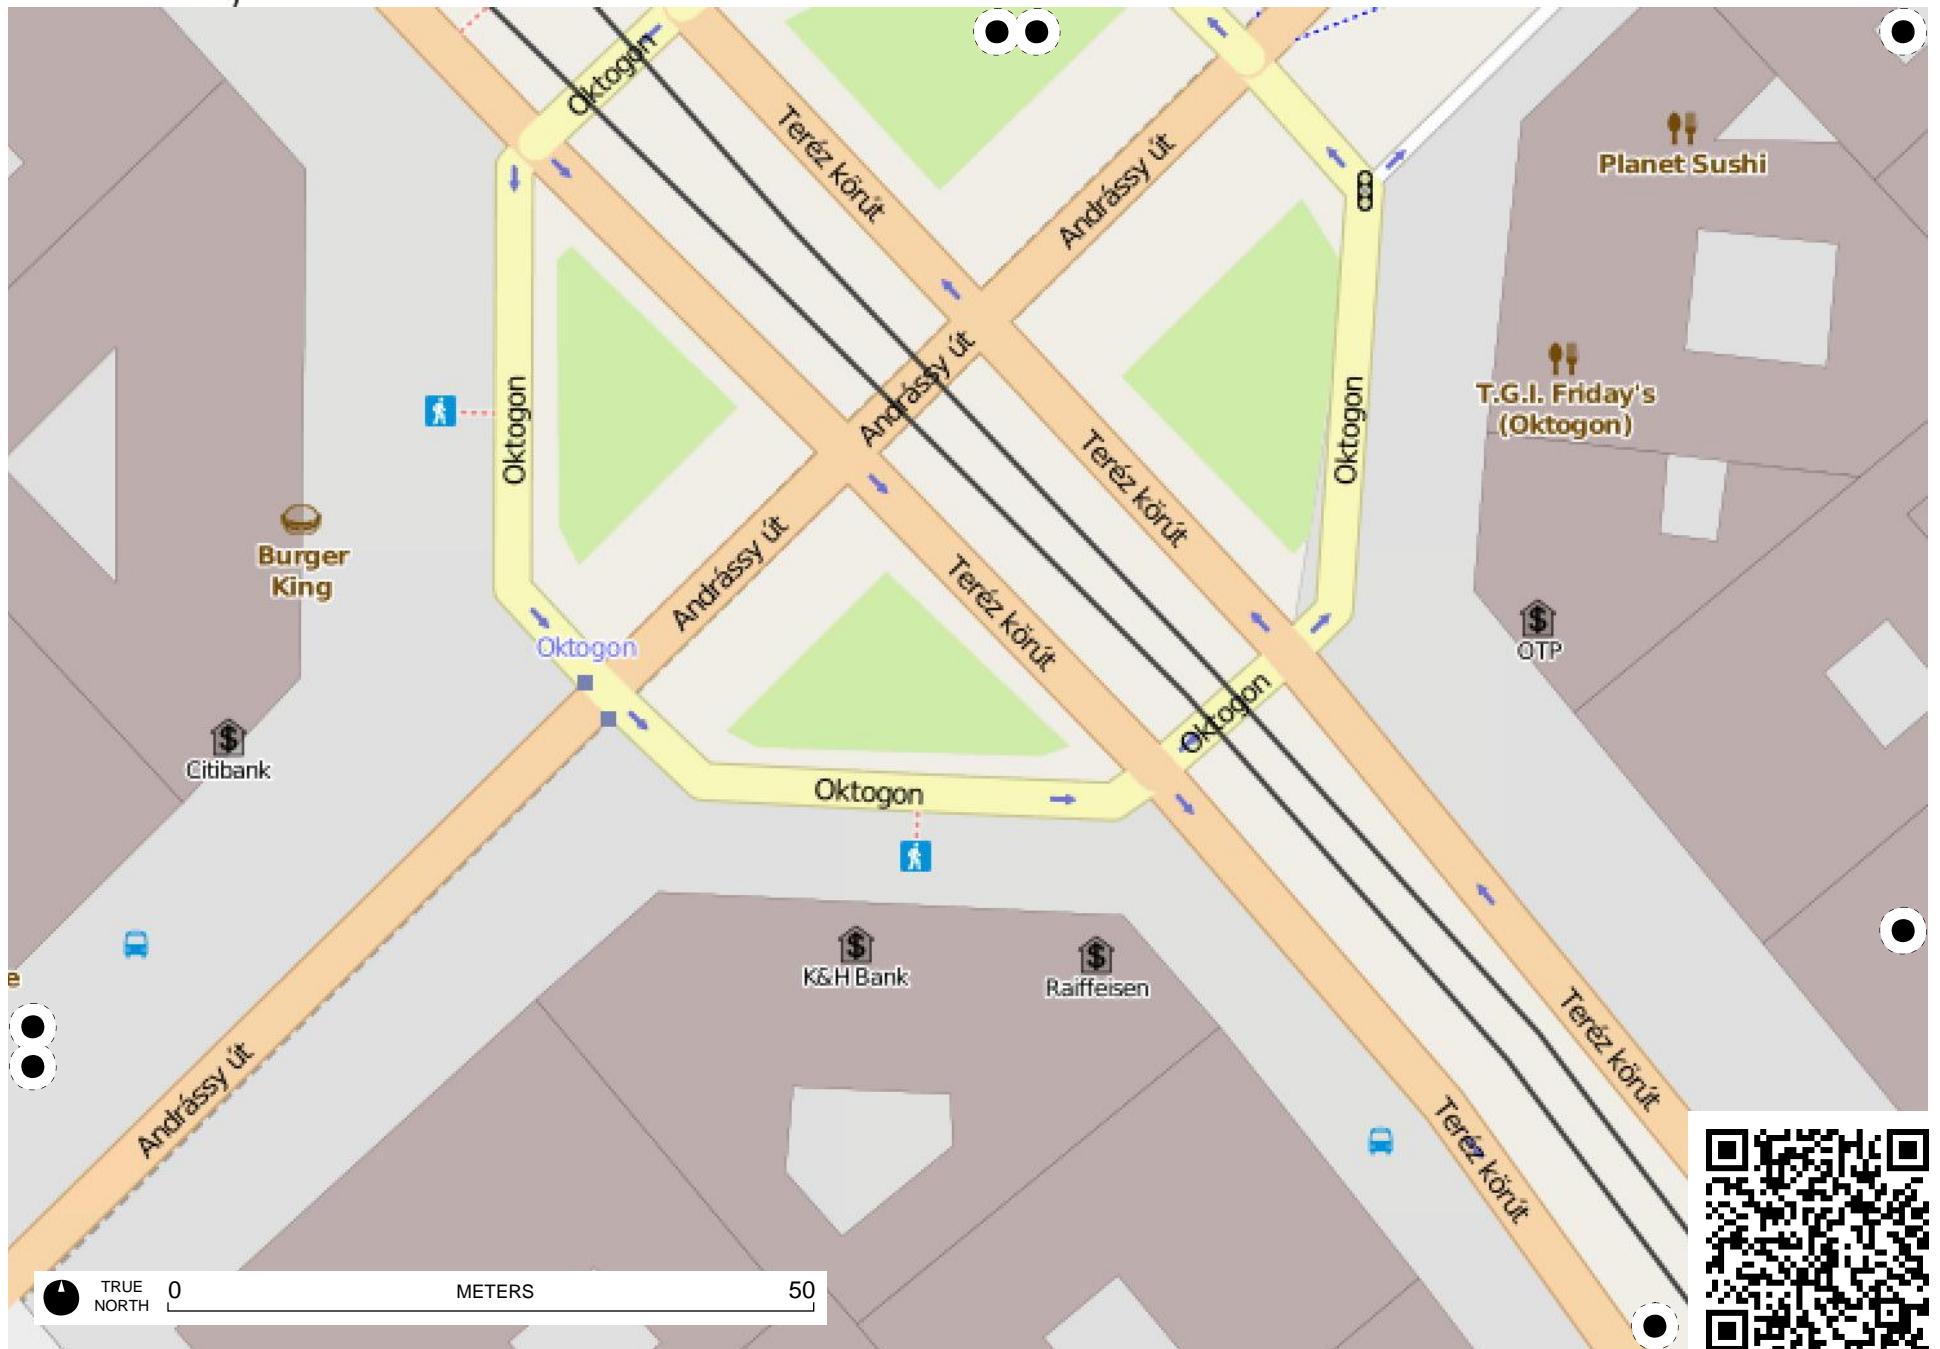 Oktogon
Teréz körút
Andrássy út
Planet Sushi
Andrássy út
T.G.I. Friday's
(Oktogon)
Oktogon
Oktogon
Teréz körút
Burger
King
Andrássy út
Teréz körút
Oktogon
OTP
Oktogon
Citibank
Oktogon
K&H Bank
Raiffeisen
e
Teréz körút
Andrássy út
Teréz körút
TRUE
NORTH
0 METERS 50